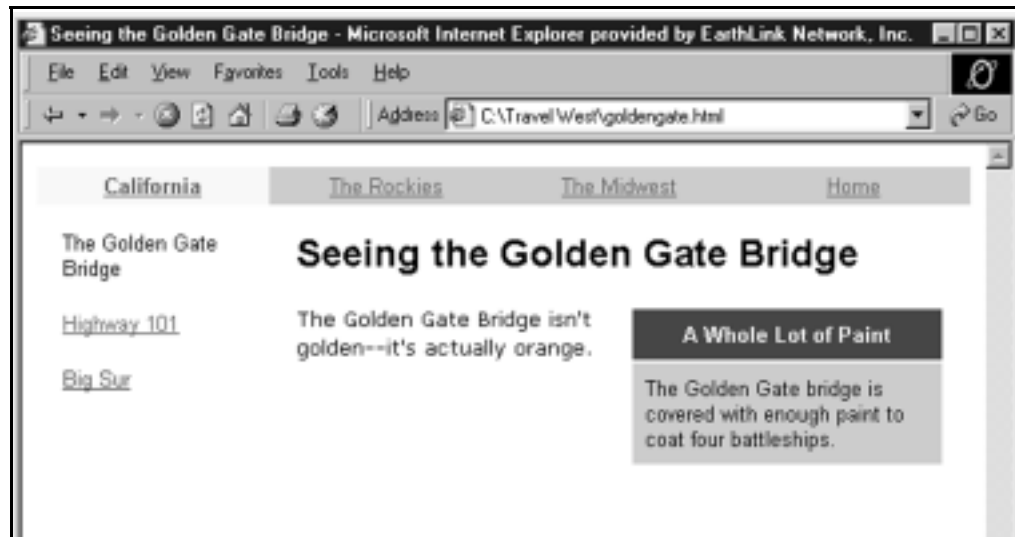 Seeing the Golden Gate Bridge - Microsoft Internet Explorer provided by EarthLink Network, Inc.
File Edit View Favorites Tools Help
Address C:\Travel West\goldengate.html Go
California The Rockies The Midwest Home
The Golden Gate
Bridge
Highway 101
Big Sur
Seeing the Golden Gate Bridge
The Golden Gate Bridge isn't
golden--it's actually orange.
A Whole Lot of Paint
The Golden Gate bridge is
covered with enough paint to
coat four battleships.